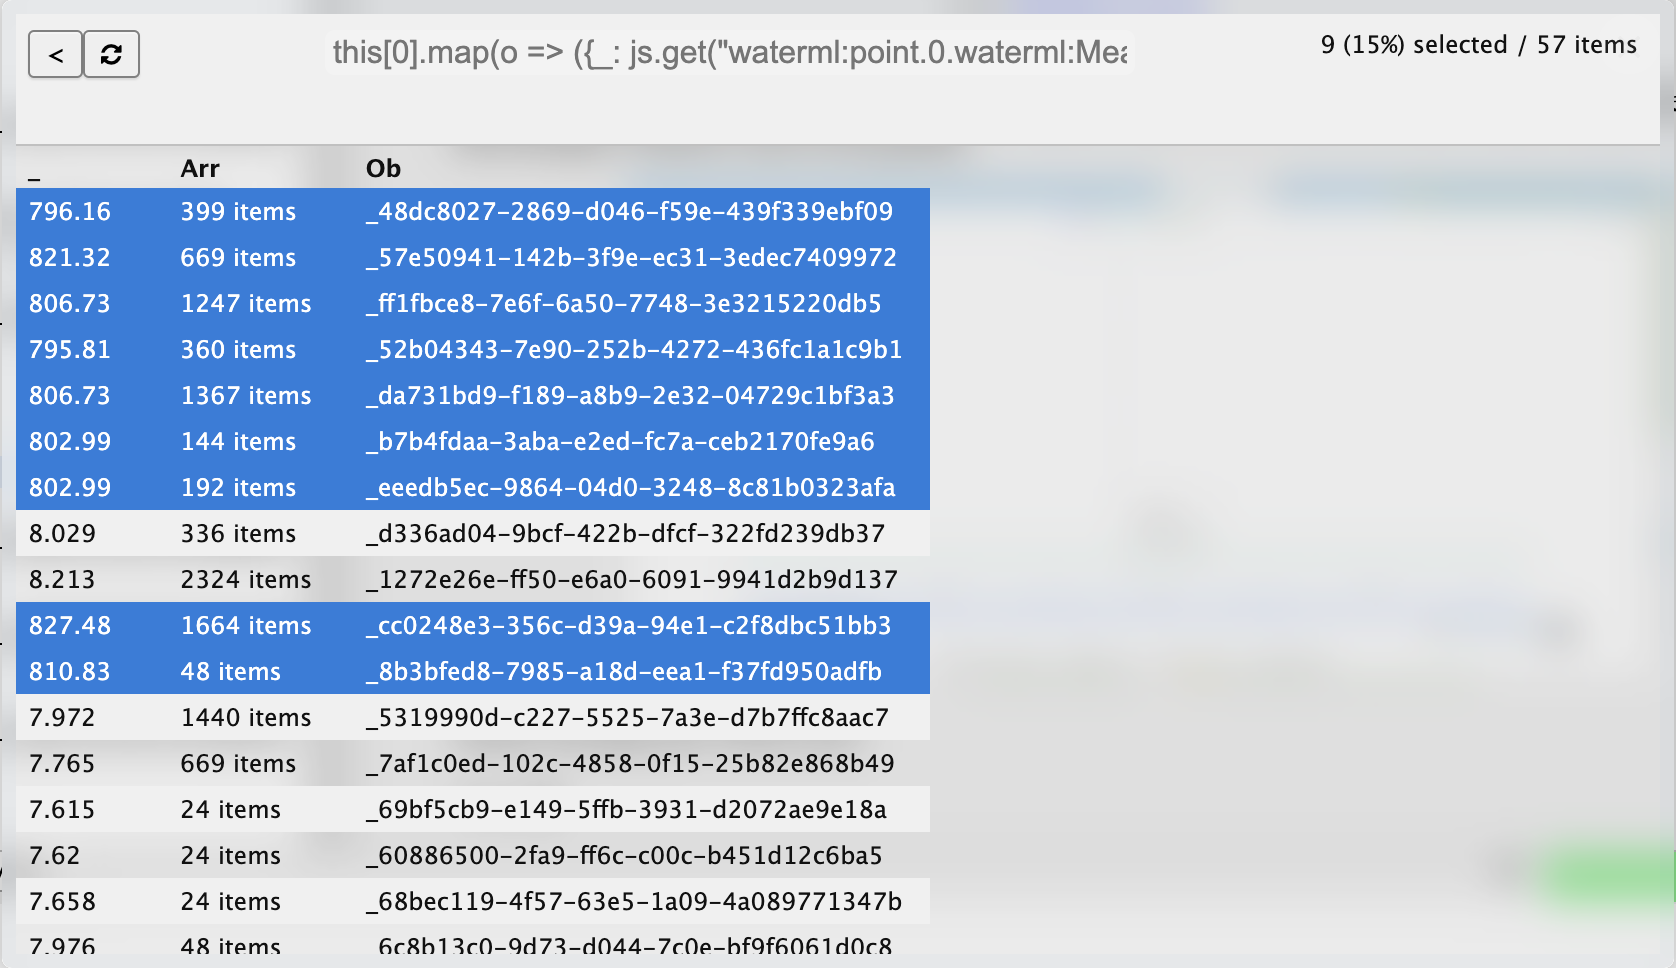 <
this[0].map(o => ({_: js.get("waterml:point.0.waterml:Mea
9 (15%) selected / 57 items
_ Arr Ob
796.16 399 items _48dc8027-2869-d046-f59e-439f339ebf09
821.32 669 items _57e50941-142b-3f9e-ec31-3edec7409972
806.73 1247 items _ff1fbce8-7e6f-6a50-7748-3e3215220db5
795.81 360 items _52b04343-7e90-252b-4272-436fc1a1c9b1
806.73 1367 items _da731bd9-f189-a8b9-2e32-04729c1bf3a3
802.99 144 items _b7b4fdaa-3aba-e2ed-fc7a-ceb2170fe9a6
802.99 192 items _eeedb5ec-9864-04d0-3248-8c81b0323afa
8.029 336 items _d336ad04-9bcf-422b-dfcf-322fd239db37
8.213 2324 items _1272e26e-ff50-e6a0-6091-9941d2b9d137
827.48 1664 items _cc0248e3-356c-d39a-94e1-c2f8dbc51bb3
810.83 48 items _8b3bfed8-7985-a18d-eea1-f37fd950adfb
7.972 1440 items _5319990d-c227-5525-7a3e-d7b7ffc8aac7
7.765 669 items _7af1c0ed-102c-4858-0f15-25b82e868b49
7.615 24 items _69bf5cb9-e149-5ffb-3931-d2072ae9e18a
7.62 24 items _60886500-2fa9-ff6c-c00c-b451d12c6ba5
7.658 24 items _68bec119-4f57-63e5-1a09-4a089771347b
7.976 48 items _6c8b13c0-9d73-d044-7c0e-bf9f6061d0c8